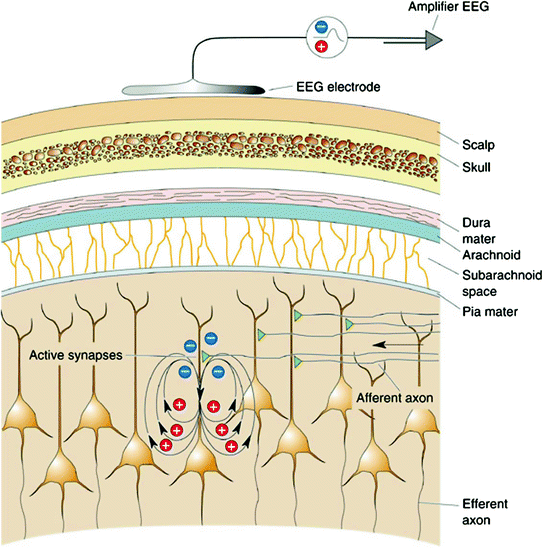 Amplifier EEG
EEG electrode
Scalp
Skull
Dura
mater
Arachnoid
Subarachnoid
space
Pia mater
Active synapses
Afferent axon
Efferent
axon